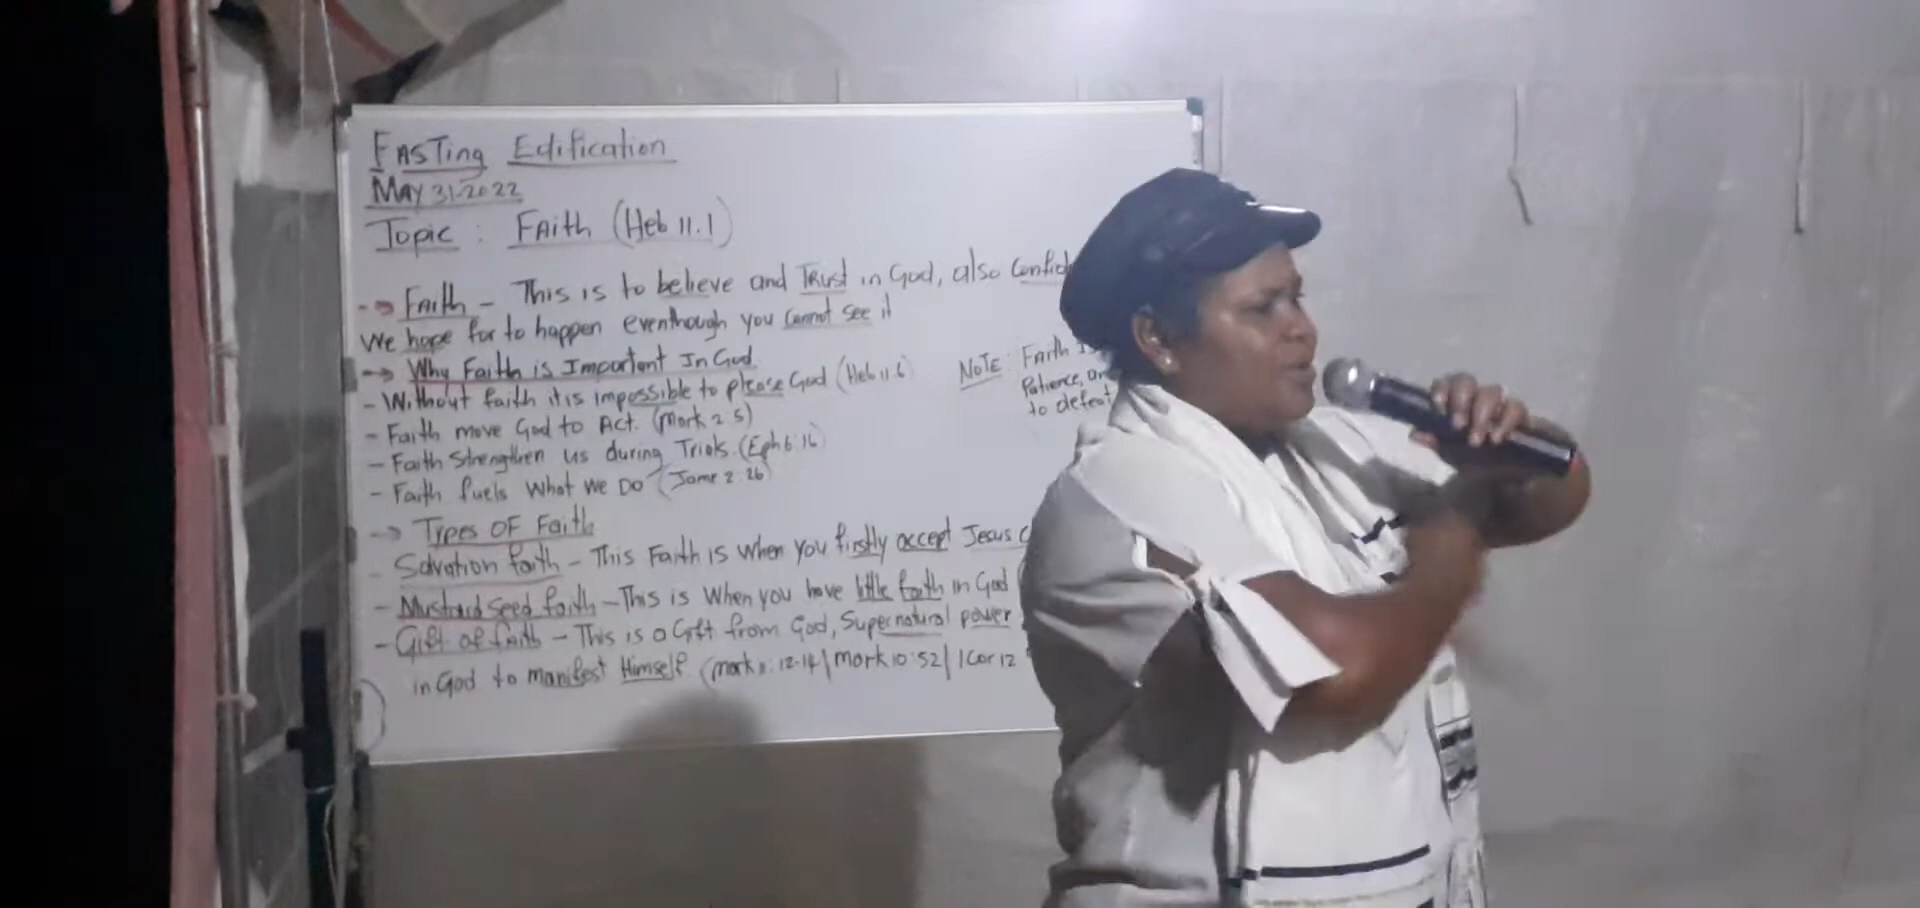 FASTing Edification
MAY 31-2022
Topic : FAith (Heb 11.1)
-> FAith - This is to believe and TRust in God, also Confid
We hope for to happen eventhough you Cannot See it
-> Why Faith is Important In God
- Without faith it is impossible to please God (Heb 11.6)
- Faith move God to Act. (Mark 2.5)
- Faith Strengthen us during Trials. (Eph 6:16)
- Faith fuels What We DO (Jame 2:26)
NOTE: FAith Is
Patience, an
to defeat
-> Types OF Faith
Salvation faith - This Faith is when you firstly accept Jesus C
- Mustard Seed faith - This is When you have little faith in God
- Gift of faith - This is a Gift from God, Supernatural power
in God to manifest Himself. (mark 11:12-14| Mark 10:52| 1Cor 12